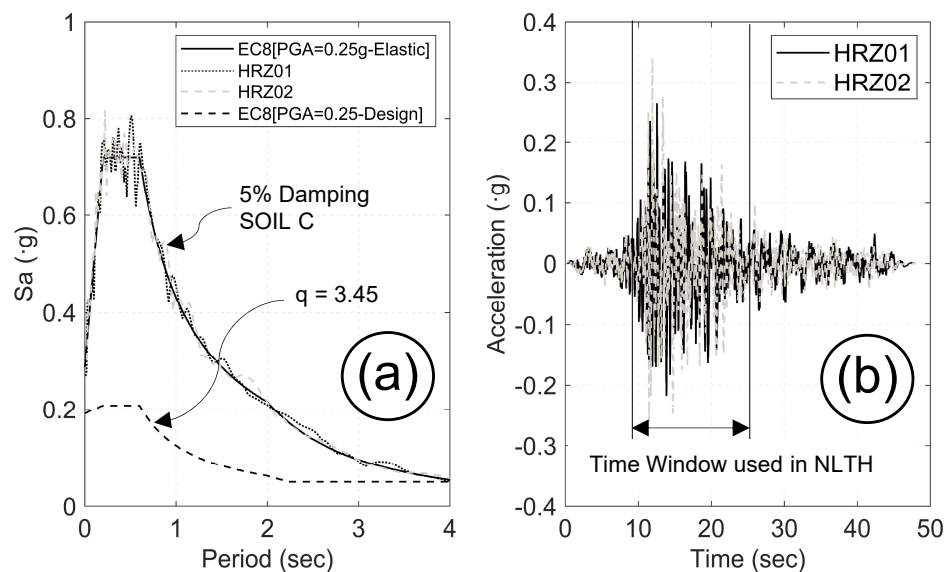 1
0.8
0.6
0.4
0.2
0
0
1
2
3
4
Sa (·g)
Period (sec)
EC8[PGA=0.25g-Elastic]
HRZ01
HRZ02
EC8[PGA=0.25-Design]
5% Damping
SOIL C
q = 3.45
(a)
0.4
0.3
0.2
0.1
0
-0.1
-0.2
-0.3
-0.4
0
10
20
30
40
50
Acceleration (·g)
Time (sec)
HRZ01
HRZ02
(b)
Time Window used in NLTH